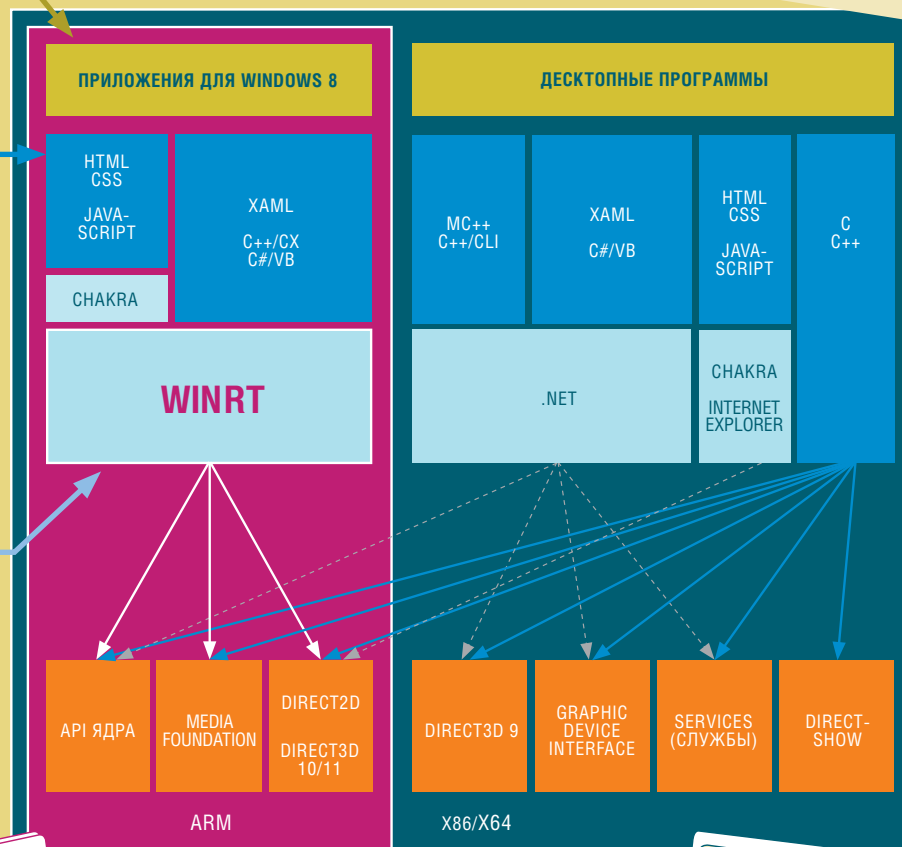 ПРИЛОЖЕНИЯ ДЛЯ WINDOWS 8
ДЕСКТОПНЫЕ ПРОГРАММЫ
HTML
CSS
JAVA-
SCRIPT
XAML
C++/CX
C#/VB
MC++
C++/CLI
XAML
C#/VB
HTML
CSS
JAVA-
SCRIPT
C
C++
CHAKRA
WINRT
.NET
CHAKRA
INTERNET
EXPLORER
API ЯДРА
MEDIA
FOUNDATION
DIRECT2D
DIRECT3D
10/11
DIRECT3D 9
GRAPHIC
DEVICE
INTERFACE
SERVICES
(СЛУЖБЫ)
DIRECT-
SHOW
ARM
X86/X64